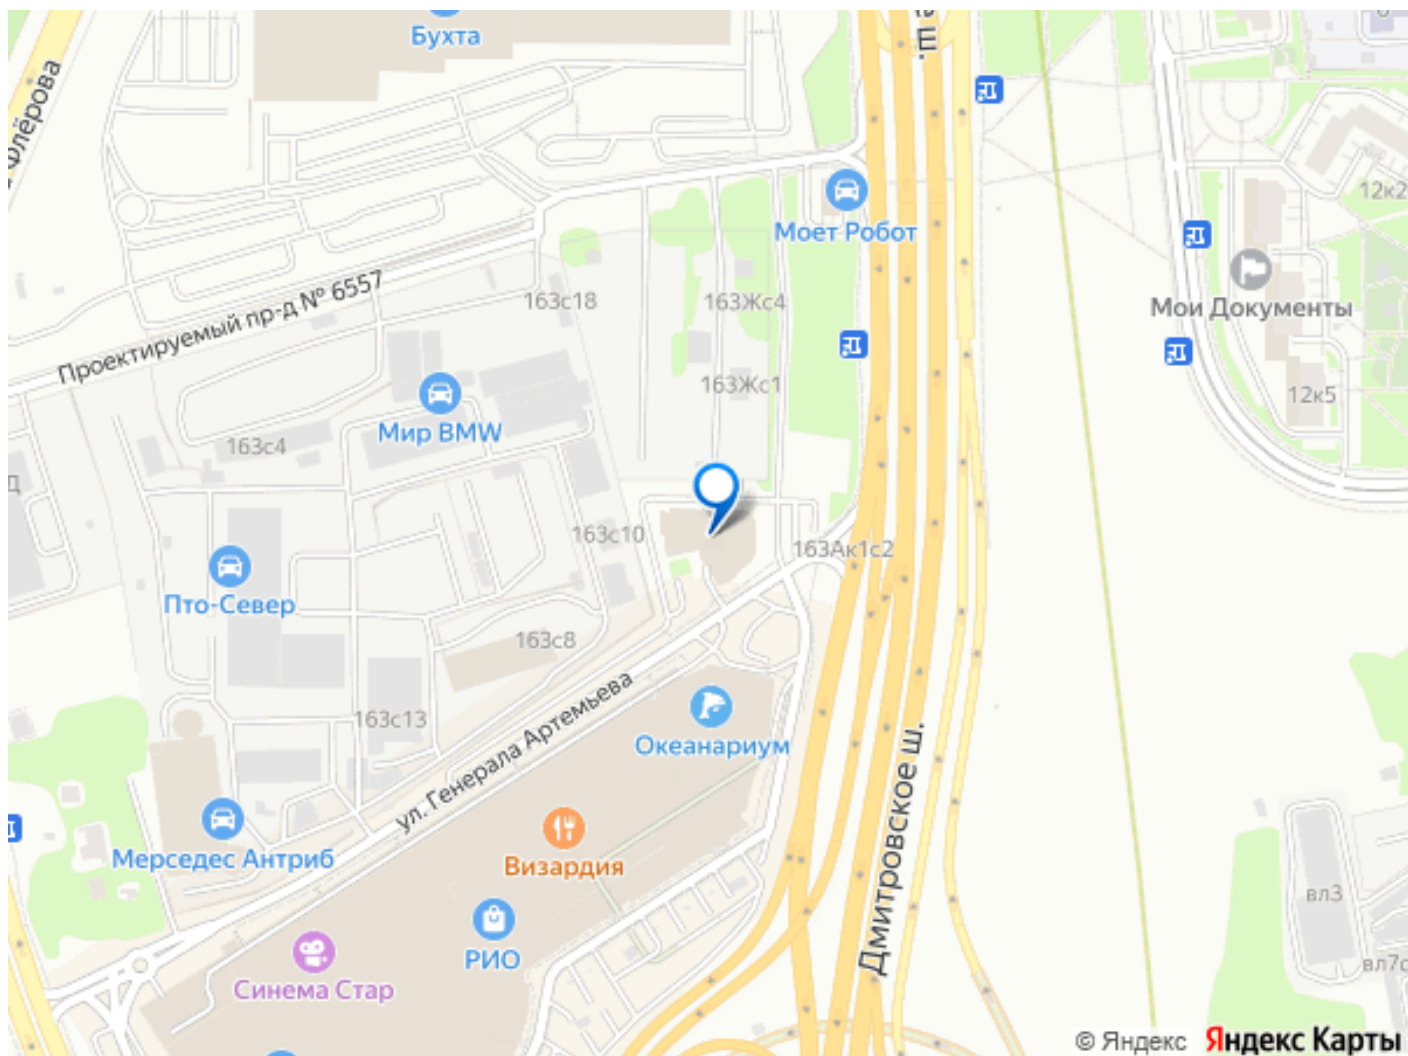 Бухта
Флёрова
а ш.
Моет Робот
12к2
Мои Документы
Проектируемый пр-д № 6557
163с18
163Жс4
163Жс1
12к5
Мир BMW
163с4
Д
163с10
163Ак1с2
Пто-Север
163с8
163с13
ул. Генерала Артемьева
Океанариум
Дмитровское ш.
Мерседес Антриб
Визардия
вл3
РИО
Синема Стар
вл7с
© Яндекс Яндекс Карты